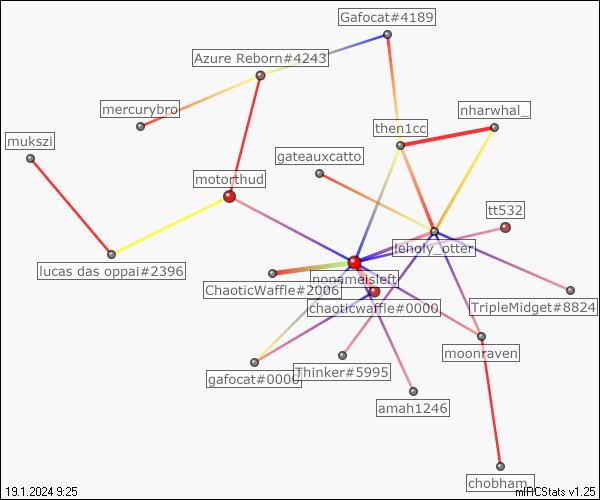 Gafocat#4189
Azure Reborn#4243
mercurybro
nharwhal_
then1cc
mukszi
gateauxcatto
motorthud
tt532
lehofy_otter
lucas das oppai#2396
nonameisleft
ChaoticWaffle#2006
chaoticwaffle#0000
TripleMidget#8824
moonraven
gafocat#0000
Thinker#5995
amah1246
chobham_
19.1.2024 9:25
mIRCStats v1.25